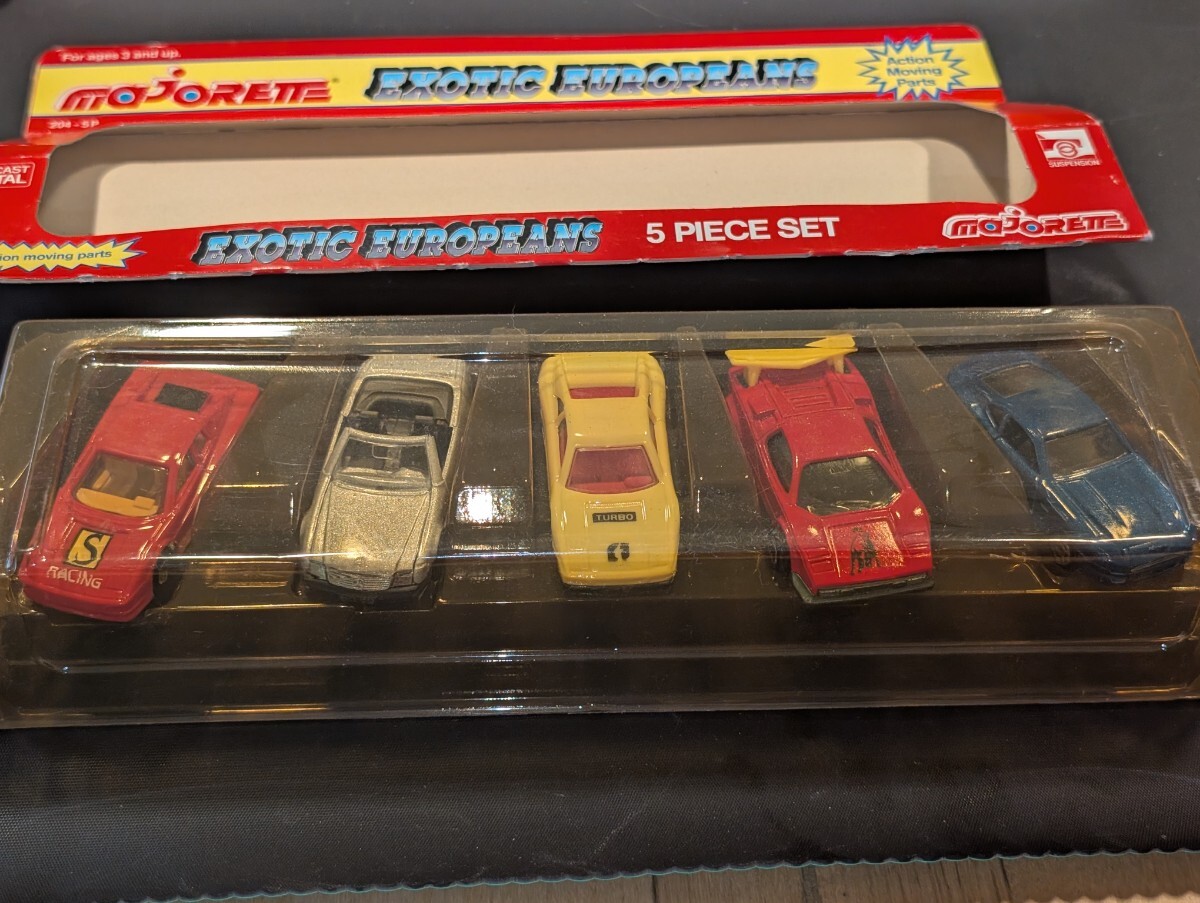 For ages 3 and up.
majorette
EXOTIC EUROPEANS
Action
Moving
Parts
204 - SP
CAST
TAL
SUSPENSION
ion moving parts
EXOTIC EUROPEANS
5 PIECE SET
majorette
S
RACING
TURBO